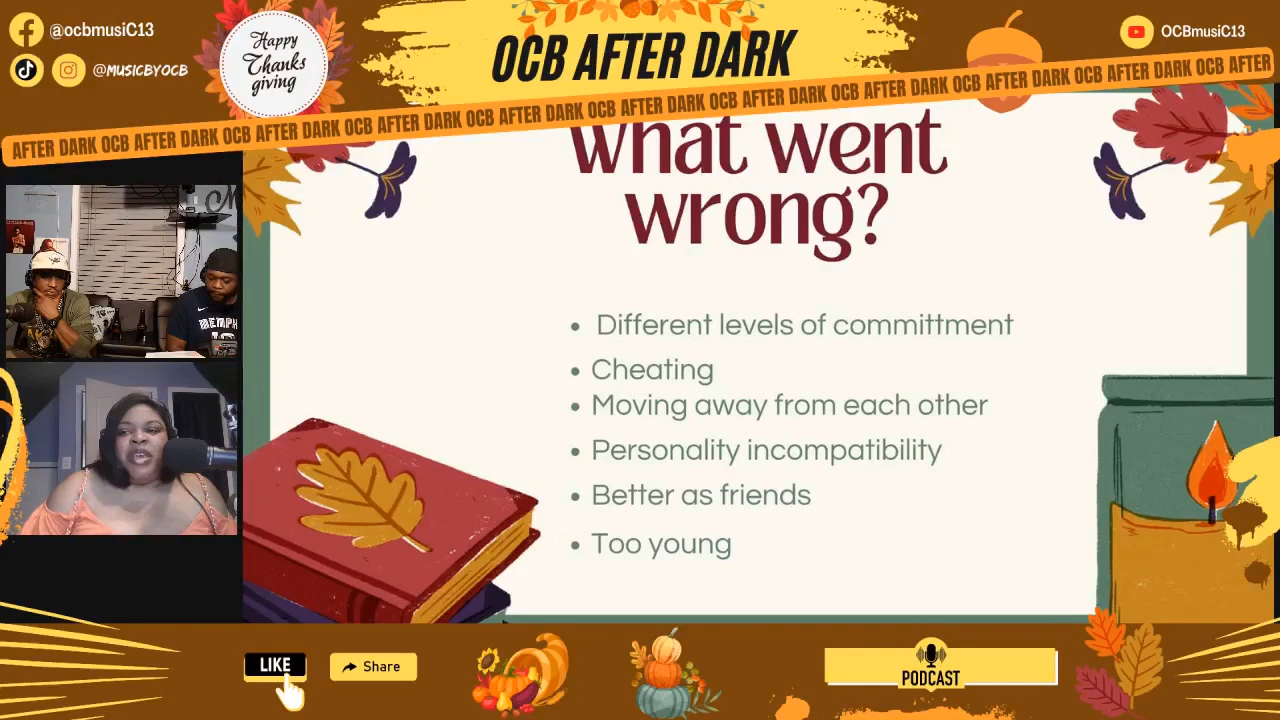 @ocbmusiC13
@MUSICBYOCB
Happy
Thanks
giving
OCB AFTER DARK
OCBmusiC13
AFTER DARK OCB AFTER DARK OCB AFTER DARK OCB AFTER DARK OCB AFTER DARK OCB AFTER DARK OCB AFTER DARK OCB AFTER DARK OCB AFTER DARK OCB AFTER DARK OCB AFTER
what went
wrong?
Different levels of committment
Cheating
Moving away from each other
Personality incompatibility
Better as friends
Too young
LIKE
Share
PODCAST